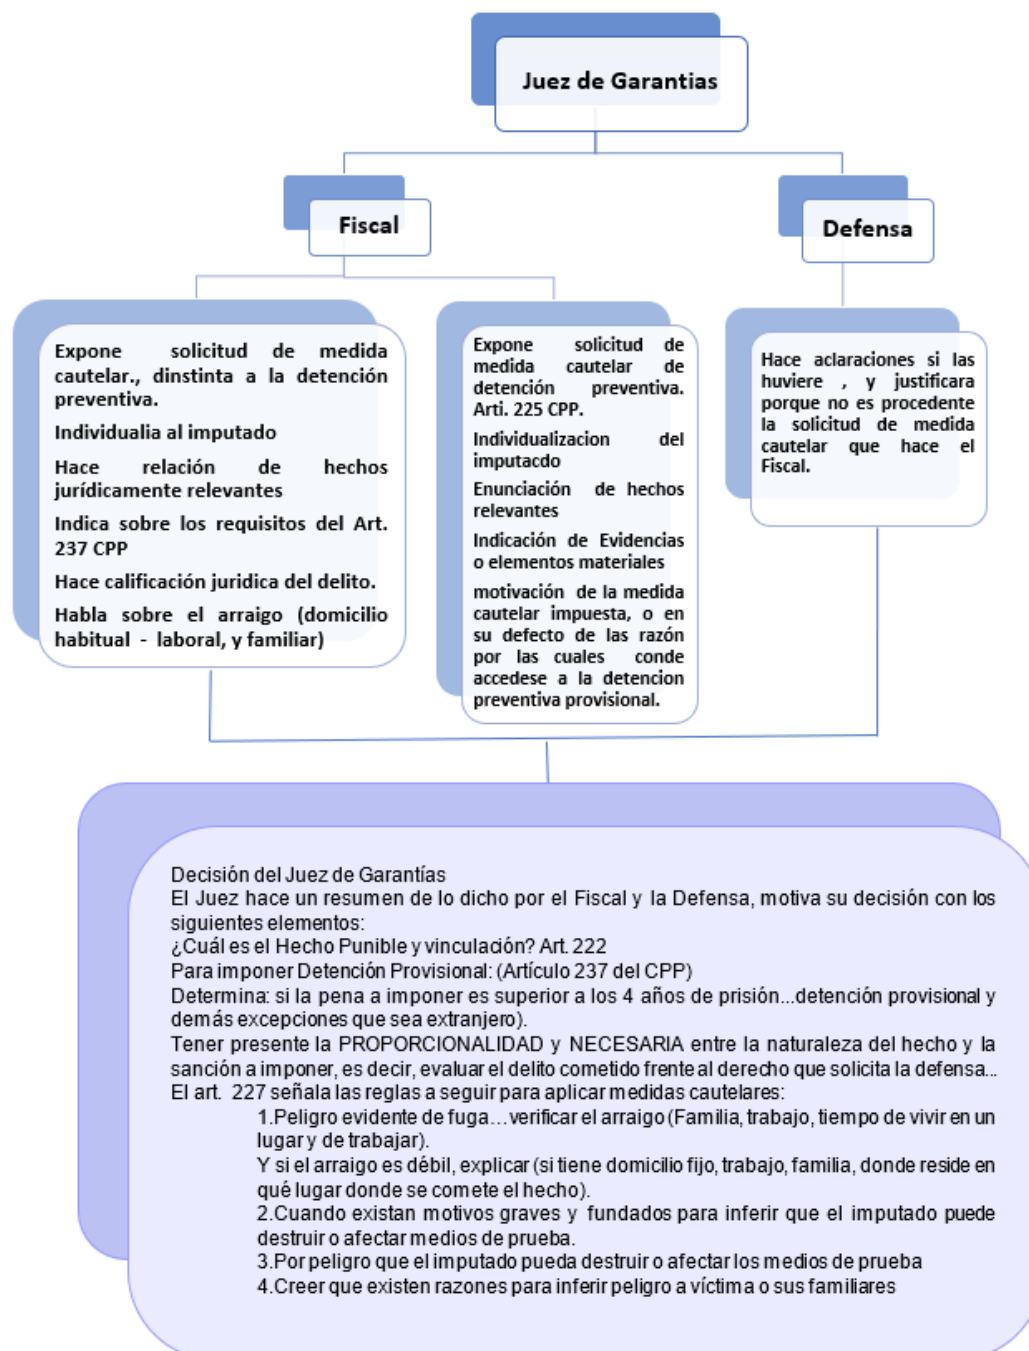 Juez de Garantias
Fiscal
Defensa
Expone solicitud de medida
cautelar., dinstinta a la detención
preventiva.
Individualia al imputado
Hace relación de hechos
jurídicamente relevantes
Indica sobre los requisitos del Art.
237 CPP
Hace calificación juridica del delito.
Habla sobre el arraigo (domicilio
habitual - laboral, y familiar)
Expone solicitud de
medida cautelar de
detención preventiva.
Arti. 225 CPP.
Individualizacion del
imputacdo
Enunciación de hechos
relevantes
Indicación de Evidencias
o elementos materiales
motivación de la medida
cautelar impuesta, o en
su defecto de las razón
por las cuales conde
accedese a la detencion
preventiva provisional.
Hace aclaraciones si las
huviere , y justificara
porque no es procedente
la solicitud de medida
cautelar que hace el
Fiscal.
Decisión del Juez de Garantías
El Juez hace un resumen de lo dicho por el Fiscal y la Defensa, motiva su decisión con los
siguientes elementos:
¿Cuál es el Hecho Punible y vinculación? Art. 222
Para imponer Detención Provisional: (Artículo 237 del CPP)
Determina: si la pena a imponer es superior a los 4 años de prisión...detención provisional y
demás excepciones que sea extranjero).
Tener presente la PROPORCIONALIDAD y NECESARIA entre la naturaleza del hecho y la
sanción a imponer, es decir, evaluar el delito cometido frente al derecho que solicita la defensa...
El art. 227 señala las reglas a seguir para aplicar medidas cautelares:
1.Peligro evidente de fuga...verificar el arraigo (Familia, trabajo, tiempo de vivir en un
lugar y de trabajar).
Y si el arraigo es débil, explicar (si tiene domicilio fijo, trabajo, familia, donde reside en
qué lugar donde se comete el hecho).
2.Cuando existan motivos graves y fundados para inferir que el imputado puede
destruir o afectar medios de prueba.
3.Por peligro que el imputado pueda destruir o afectar los medios de prueba
4.Creer que existen razones para inferir peligro a víctima o sus familiares